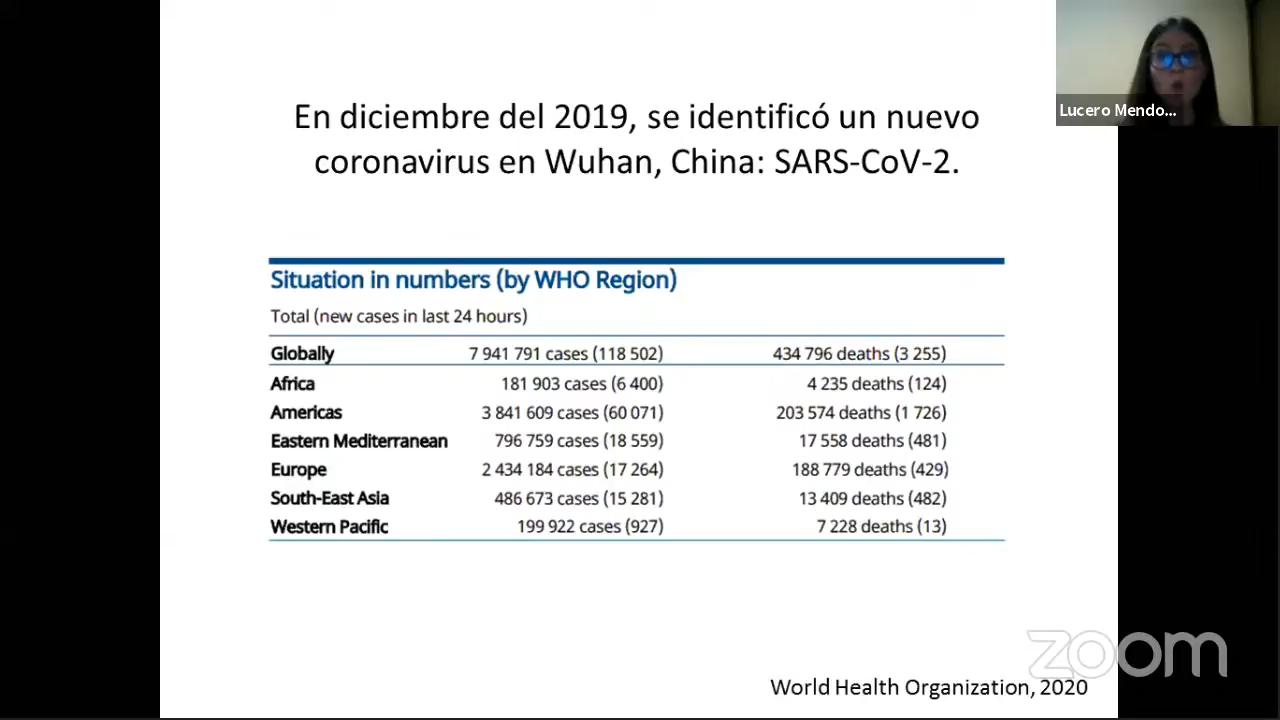 En diciembre del 2019, se identificó un nuevo
coronavirus en Wuhan, China: SARS-CoV-2.
Lucero Mendo...
Situation in numbers (by WHO Region)
Total (new cases in last 24 hours)
Globally 7 941 791 cases (118 502) 434 796 deaths (3 255)
Africa 181 903 cases (6 400) 4 235 deaths (124)
Americas 3 841 609 cases (60 071) 203 574 deaths (1 726)
Eastern Mediterranean 796 759 cases (18 559) 17 558 deaths (481)
Europe 2 434 184 cases (17 264) 188 779 deaths (429)
South-East Asia 486 673 cases (15 281) 13 409 deaths (482)
Western Pacific 199 922 cases (927) 7 228 deaths (13)
zoom
World Health Organization, 2020